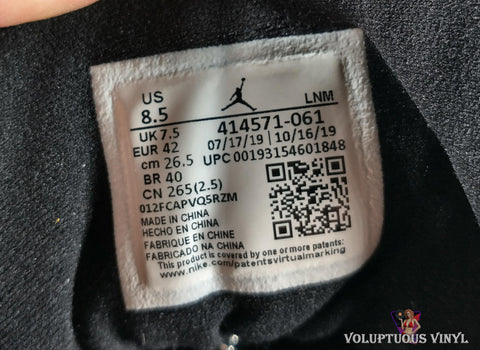 US
8.5
LNM
UK 7.5
414571-061
EUR 42
07/17/19 | 10/16/19
cm 26.5
UPC 00193154601848
BR 40
CN 265(2.5)
012FCAPVQ5RZM
MADE IN CHINA
HECHO EN CHINA
FABRIQUE EN CHINE
FABRICADO NA CHINA
This product is covered by one or more patents:
www.nike.com/patentsvirtualmarking
VOLUPTUOUS VINYL